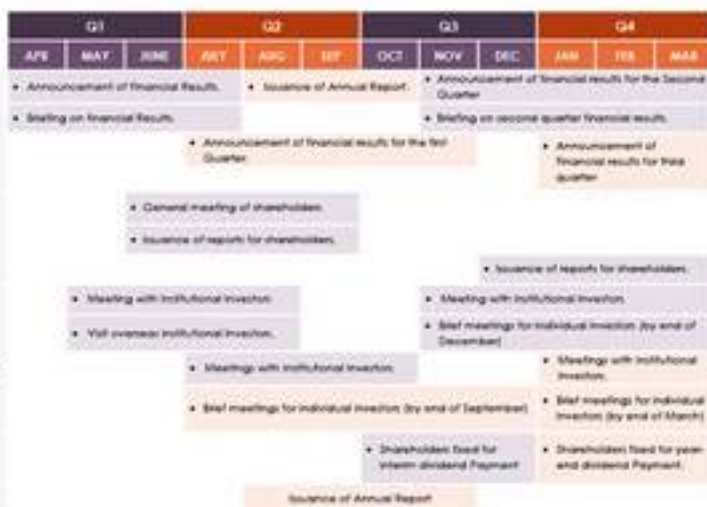 Q1 Q2 Q3 Q4
APR MAY JUNE JULY AUG SEP OCT NOV DEC JAN FEB MAR
• Announcement of financial Results.
• Issuance of Annual Report.
• Announcement of financial results for the Second
Quarter
• Briefing on financial Results.
• Briefing on second quarter financial results.
• Announcement of financial results for the first
Quarter.
• Announcement of
financial results for third
quarter
• General meeting of shareholders.
• Issuance of reports for shareholders.
• Issuance of reports for shareholders.
• Meeting with Institutional Investors
• Meeting with Institutional Investors.
• Visit overseas Institutional Investors.
• Brief meetings for Individual Investors (by end of
December)
• Meetings with Institutional Investors.
• Meetings with Institutional
Investors.
• Brief meetings for Individual Investors (by end of September)
• Brief meetings for Individual
Investors (by end of March)
• Shareholders fixed for
Interim dividend Payment
• Shareholders fixed for year-
end dividend Payment.
Issuance of Annual Report